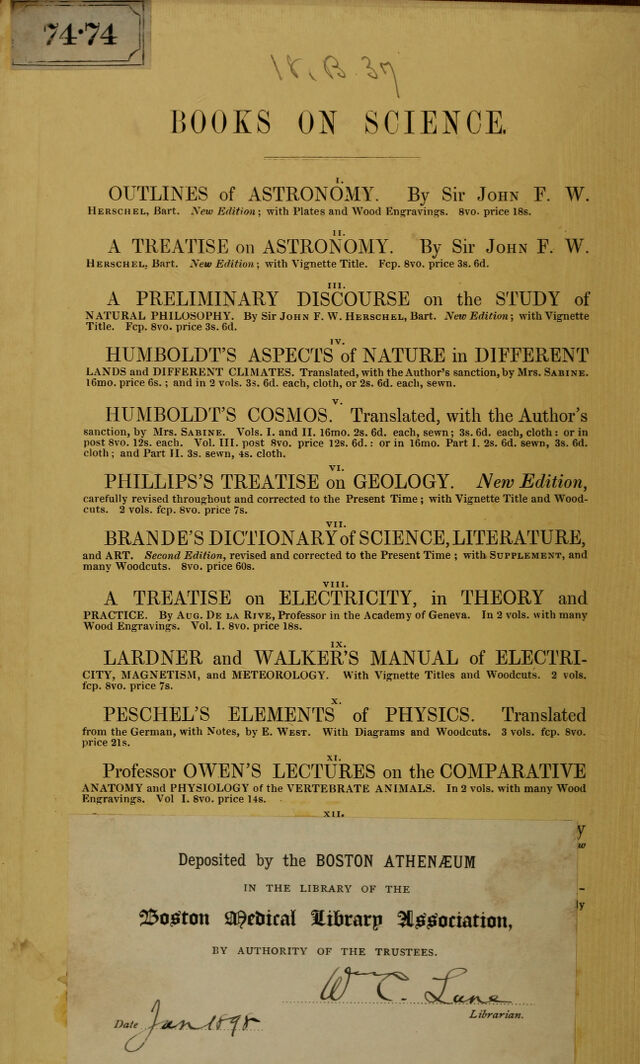 74·74
18.B.37
BOOKS ON SCIENCE.
I.
OUTLINES of ASTRONOMY. By Sir JOHN F. W.
HERSCHEL, Bart. New Edition; with Plates and Wood Engravings. 8vo. price 18s.
II.
A TREATISE on ASTRONOMY. By Sir JOHN F. W.
HERSCHEL, Bart. New Edition; with Vignette Title. Fcp. 8vo. price 3s. 6d.
III.
A PRELIMINARY DISCOURSE on the STUDY of
NATURAL PHILOSOPHY. By Sir JOHN F. W. HERSCHEL, Bart. New Edition; with Vignette
Title. Fcp. 8vo. price 3s. 6d.
IV.
HUMBOLDT'S ASPECTS of NATURE in DIFFERENT
LANDS and DIFFERENT CLIMATES. Translated, with the Author's sanction, by Mrs. SABINE.
16mo. price 6s.; and in 2 vols. 3s. 6d. each, cloth, or 2s. 6d. each, sewn.
V.
HUMBOLDT'S COSMOS. Translated, with the Author's
sanction, by Mrs. SABINE. Vols. I. and II. 16mo. 2s. 6d. each, sewn; 3s. 6d. each, cloth: or in
post 8vo. 12s. each. Vol. III. post 8vo. price 12s. 6d.: or in 16mo. Part I. 2s. 6d. sewn, 3s. 6d.
cloth; and Part II. 3s. sewn, 4s. cloth.
VI.
PHILLIPS'S TREATISE on GEOLOGY. New Edition,
carefully revised throughout and corrected to the Present Time; with Vignette Title and Wood-
cuts. 2 vols. fcp. 8vo. price 7s.
VII.
BRANDE'S DICTIONARY of SCIENCE, LITERATURE,
and ART. Second Edition, revised and corrected to the Present Time; with SUPPLEMENT, and
many Woodcuts. 8vo. price 60s.
VIII.
A TREATISE on ELECTRICITY, in THEORY and
PRACTICE. By AUG. DE LA RIVE, Professor in the Academy of Geneva. In 2 vols. with many
Wood Engravings. Vol. I. 8vo. price 18s.
IX.
LARDNER and WALKER'S MANUAL of ELECTRI-
CITY, MAGNETISM, and METEOROLOGY. With Vignette Titles and Woodcuts. 2 vols.
fcp. 8vo. price 7s.
X.
PESCHEL'S ELEMENTS of PHYSICS. Translated
from the German, with Notes, by E. WEST. With Diagrams and Woodcuts. 3 vols. fcp. 8vo.
price 21s.
XI.
Professor OWEN'S LECTURES on the COMPARATIVE
ANATOMY and PHYSIOLOGY of the VERTEBRATE ANIMALS. In 2 vols. with many Wood
Engravings. Vol I. 8vo. price 14s.
XII.
Deposited by the BOSTON ATHENÆUM
IN THE LIBRARY OF THE
Boston Medical Library Association,
BY AUTHORITY OF THE TRUSTEES.
Wm C. Lane
Librarian.
Date Jan 1898